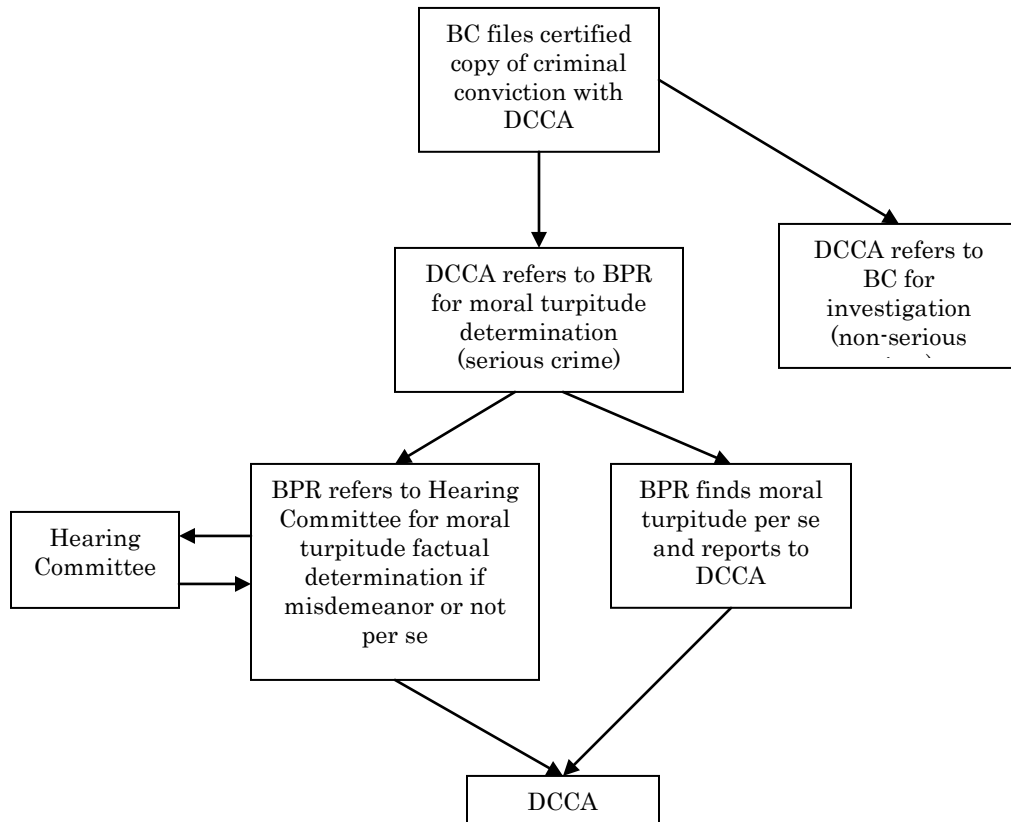 BC files certified
copy of criminal
conviction with
DCCA
DCCA refers to BPR
for moral turpitude
determination
(serious crime)
DCCA refers to
BC for
investigation
(non-serious
BPR refers to Hearing
Committee for moral
turpitude factual
determination if
misdemeanor or not
per se
BPR finds moral
turpitude per se
and reports to
DCCA
Hearing
Committee
DCCA